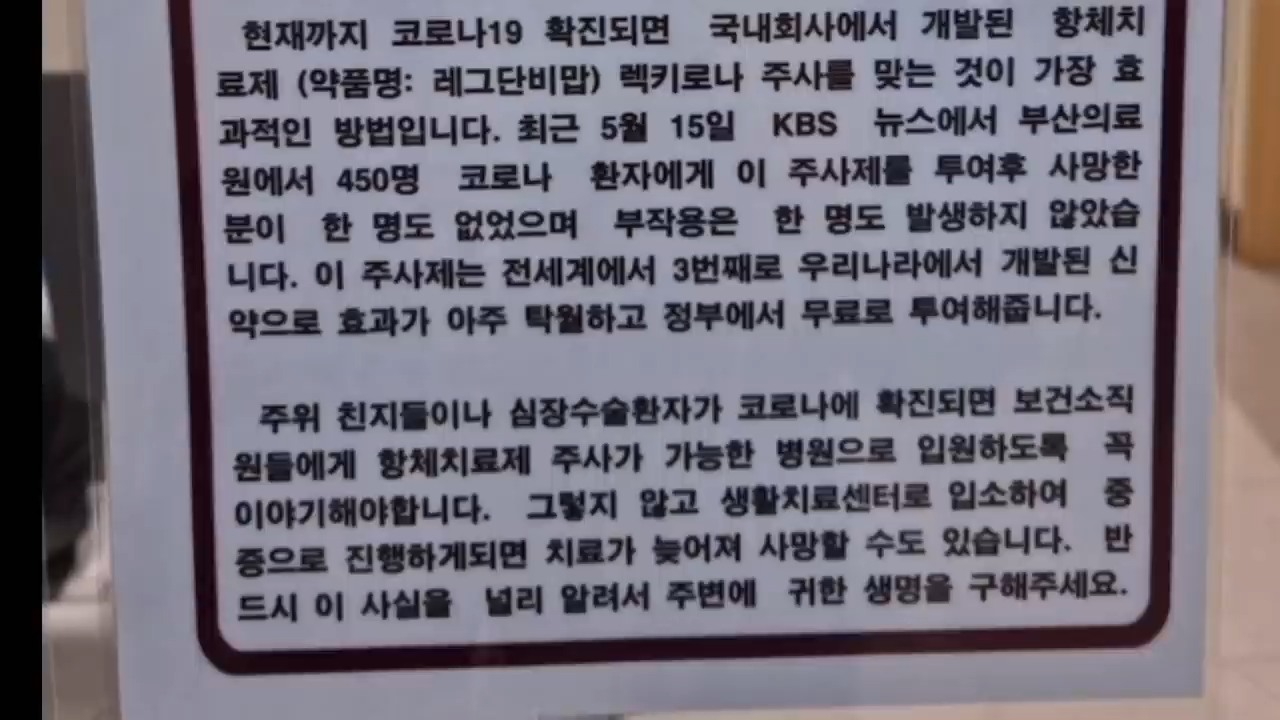 현재까지 코로나19 확진되면 국내회사에서 개발된 항체치
료제 (약품명: 레그단비맙) 렉키로나 주사를 맞는 것이 가장 효
과적인 방법입니다. 최근 5월 15일 KBS 뉴스에서 부산의료
원에서 450명 코로나 환자에게 이 주사제를 투여후 사망한
분이 한 명도 없었으며 부작용은 한 명도 발생하지 않았습
니다. 이 주사제는 전세계에서 3번째로 우리나라에서 개발된 신
약으로 효과가 아주 탁월하고 정부에서 무료로 투여해줍니다.
주위 친지들이나 심장수술환자가 코로나에 확진되면 보건소직
원들에게 항체치료제 주사가 가능한 병원으로 입원하도록 꼭
이야기해야합니다. 그렇지 않고 생활치료센터로 입소하여 중
증으로 진행하게되면 치료가 늦어져 사망할 수도 있습니다. 반
드시 이 사실을 널리 알려서 주변에 귀한 생명을 구해주세요.